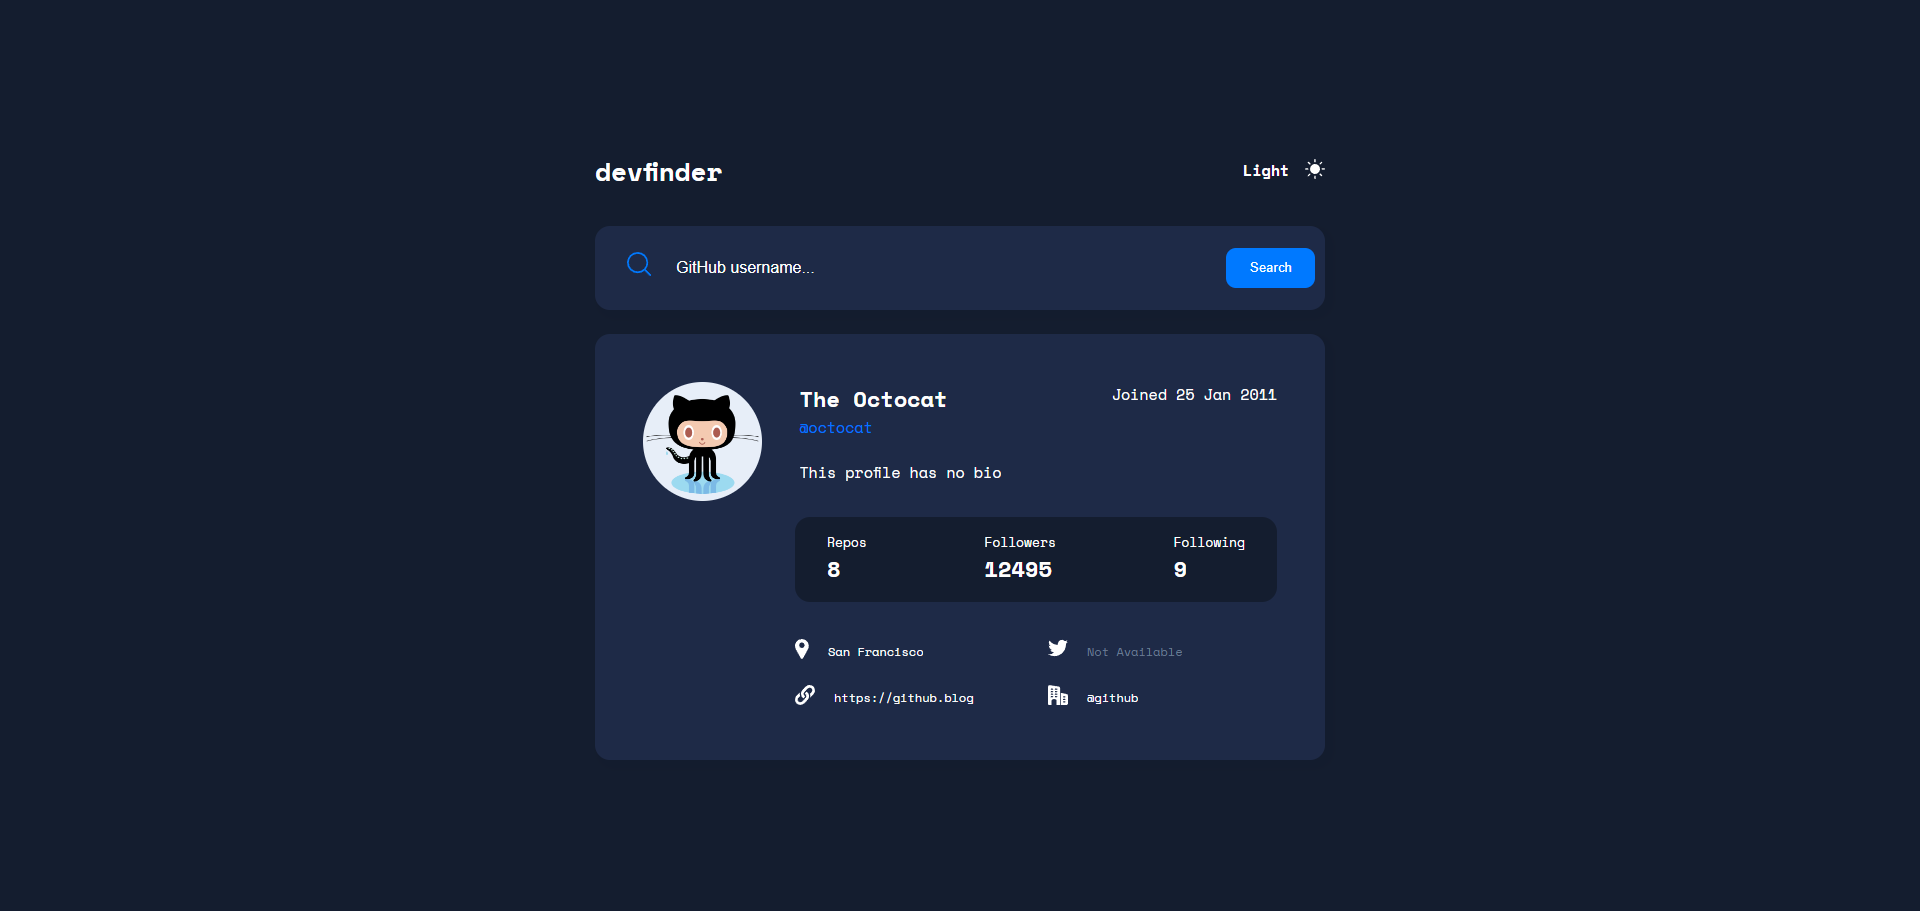 devfinder
Light
GitHub username...
Search
The Octocat
Joined 25 Jan 2011
@octocat
This profile has no bio
Repos
Followers
Following
8
12495
9
San Francisco
Not Available
https://github.blog
@github